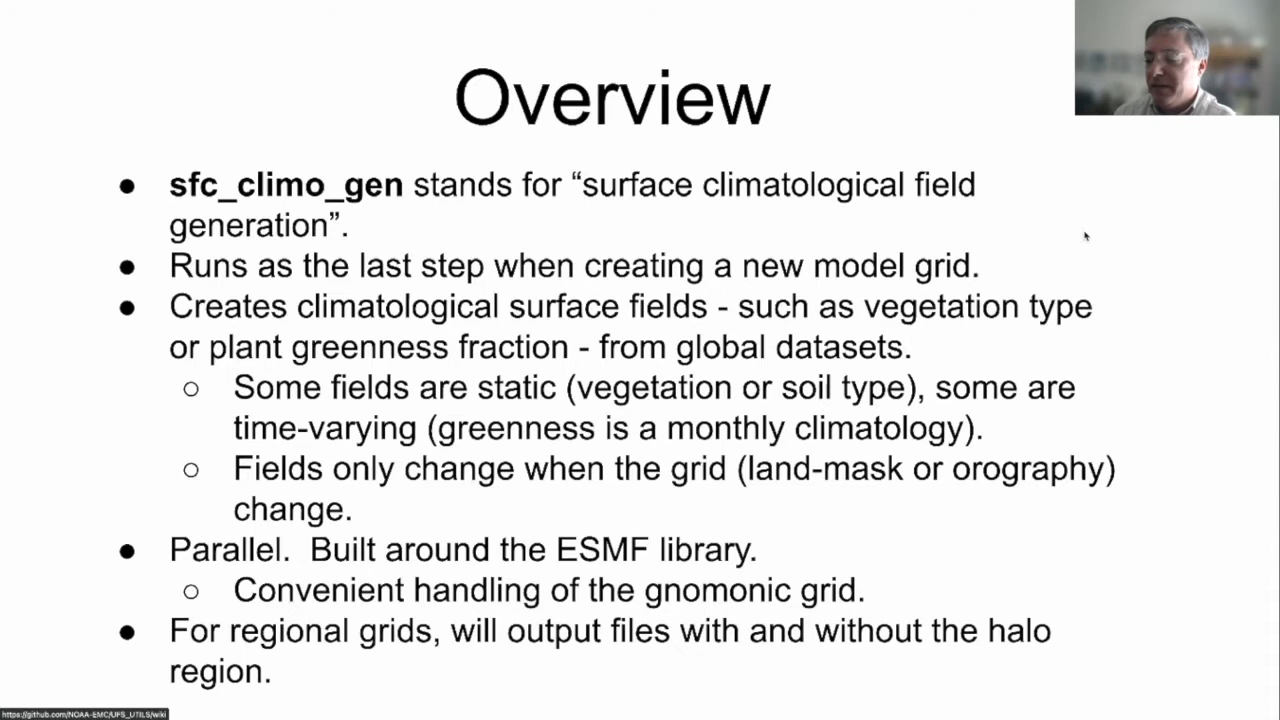 Overview
● sfc_climo_gen stands for “surface climatological field
generation”.
● Runs as the last step when creating a new model grid.
● Creates climatological surface fields - such as vegetation type
or plant greenness fraction - from global datasets.
○ Some fields are static (vegetation or soil type), some are
time-varying (greenness is a monthly climatology).
○ Fields only change when the grid (land-mask or orography)
change.
● Parallel. Built around the ESMF library.
○ Convenient handling of the gnomonic grid.
● For regional grids, will output files with and without the halo
region.
https://github.com/NOAA-EMC/UFS_UTILS/wiki